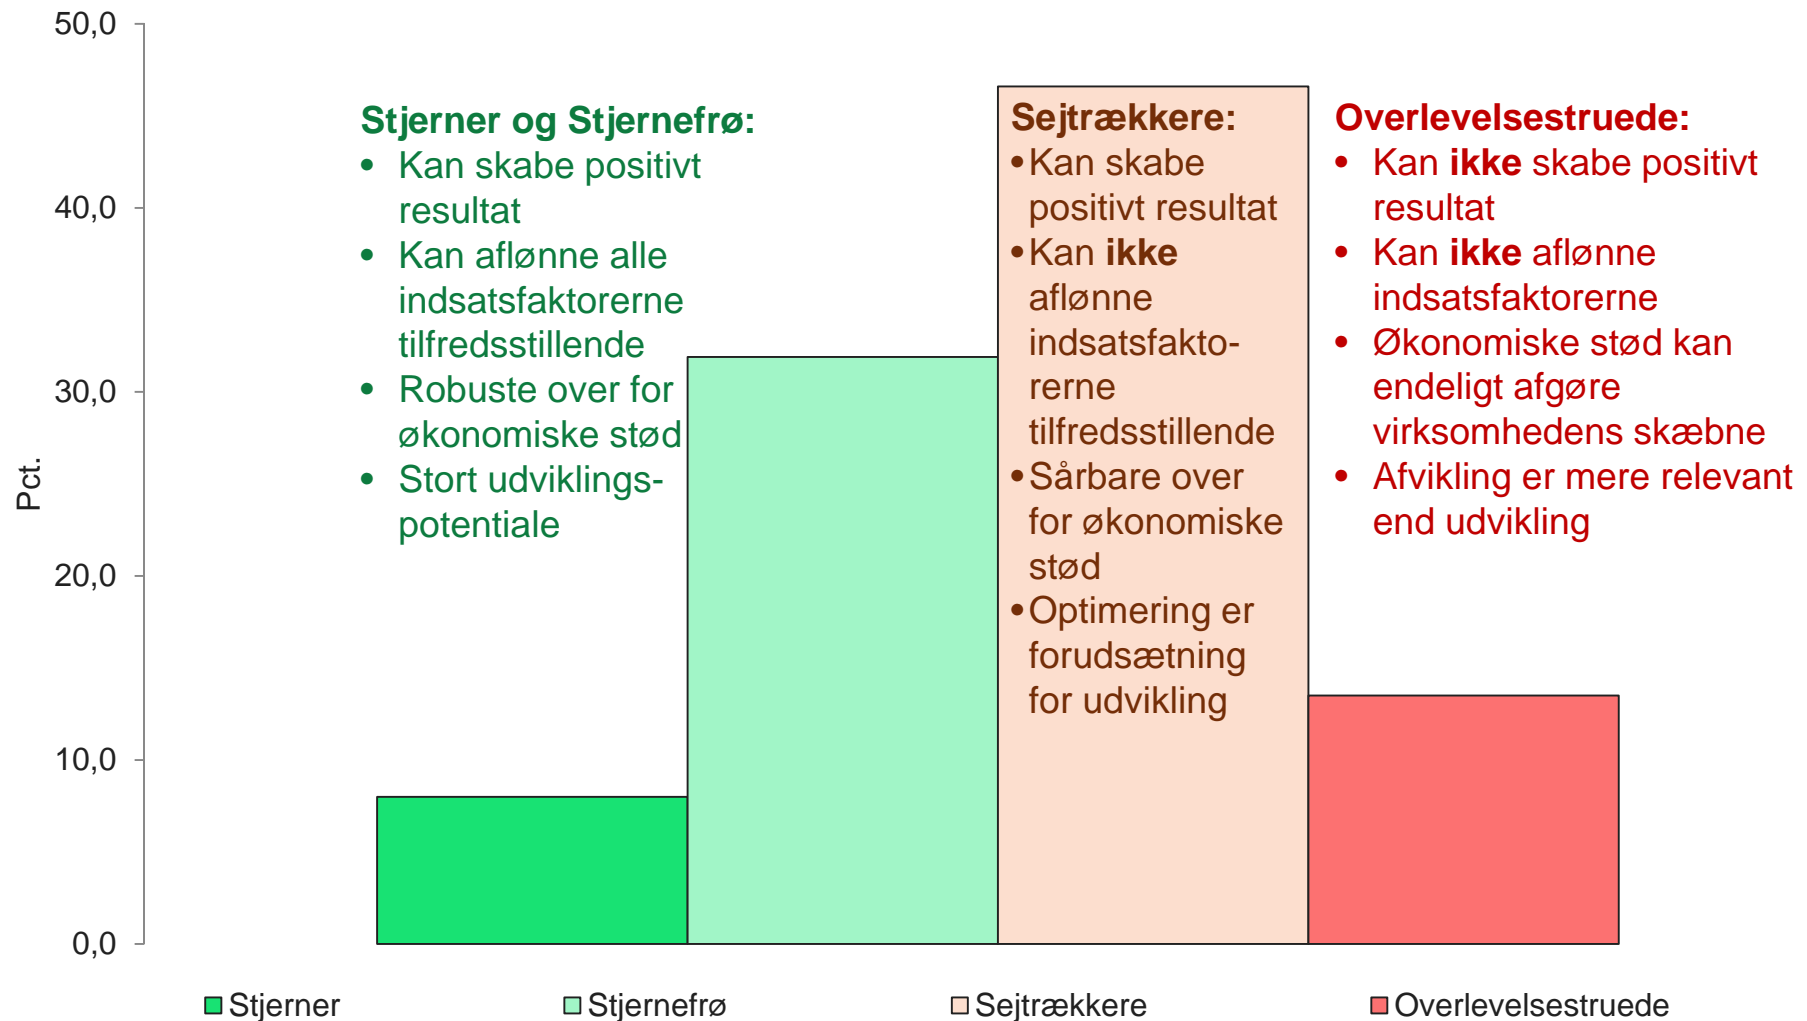 50,0
40,0
30,0
20,0
10,0
0,0
Pct.
Stjerner og Stjernefrø:
• Kan skabe positivt
resultat
• Kan aflønne alle
indsatsfaktorerne
tilfredsstillende
• Robuste over for
økonomiske stød
• Stort udviklings-
potentiale
Sejtrækkere:
• Kan skabe
positivt resultat
• Kan ikke
aflønne
indsatsfakto-
rerne
tilfredsstillende
• Sårbare over
for økonomiske
stød
• Optimering er
forudsætning
for udvikling
Overlevelsestruede:
• Kan ikke skabe positivt
resultat
• Kan ikke aflønne
indsatsfaktorerne
• Økonomiske stød kan
endeligt afgøre
virksomhedens skæbne
• Afvikling er mere relevant
end udvikling
Stjerner
Stjernefrø
Sejtrækkere
Overlevelsestruede